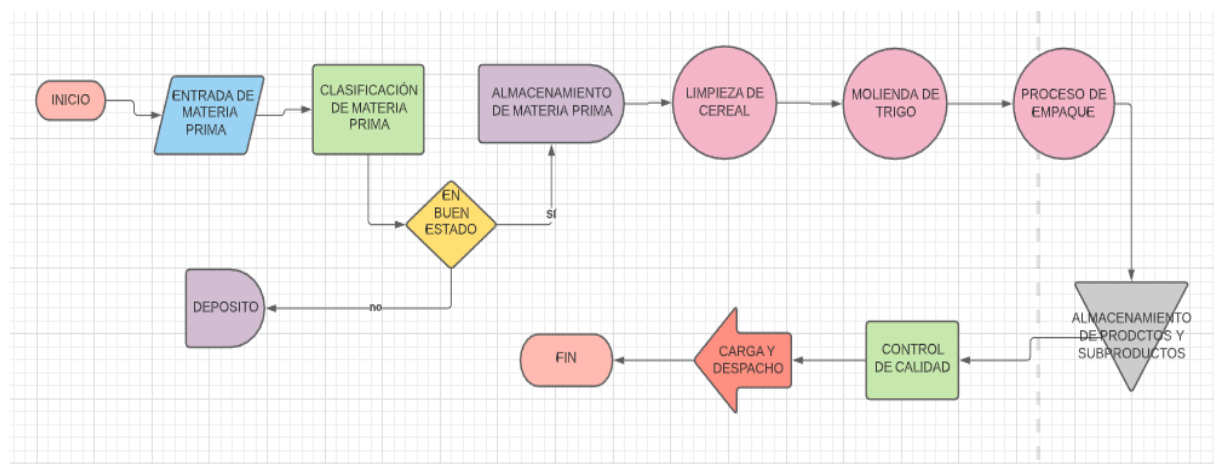 INICIO
ENTRADA DE
MATERIA
PRIMA
CLASIFICACIÓN
DE MATERIA
PRIMA
ALMACENAMIENTO
DE MATERIA PRIMA
LIMPIEZA DE
CEREAL
MOLIENDA DE
TRIGO
PROCESO DE
EMPAQUE
EN
BUEN
ESTADO
SÍ
no
DEPOSITO
ALMACENAMIENTO
DE PRODCTOS Y
SUBPRODUCTOS
CONTROL
DE CALIDAD
CARGA Y
DESPACHO
FIN